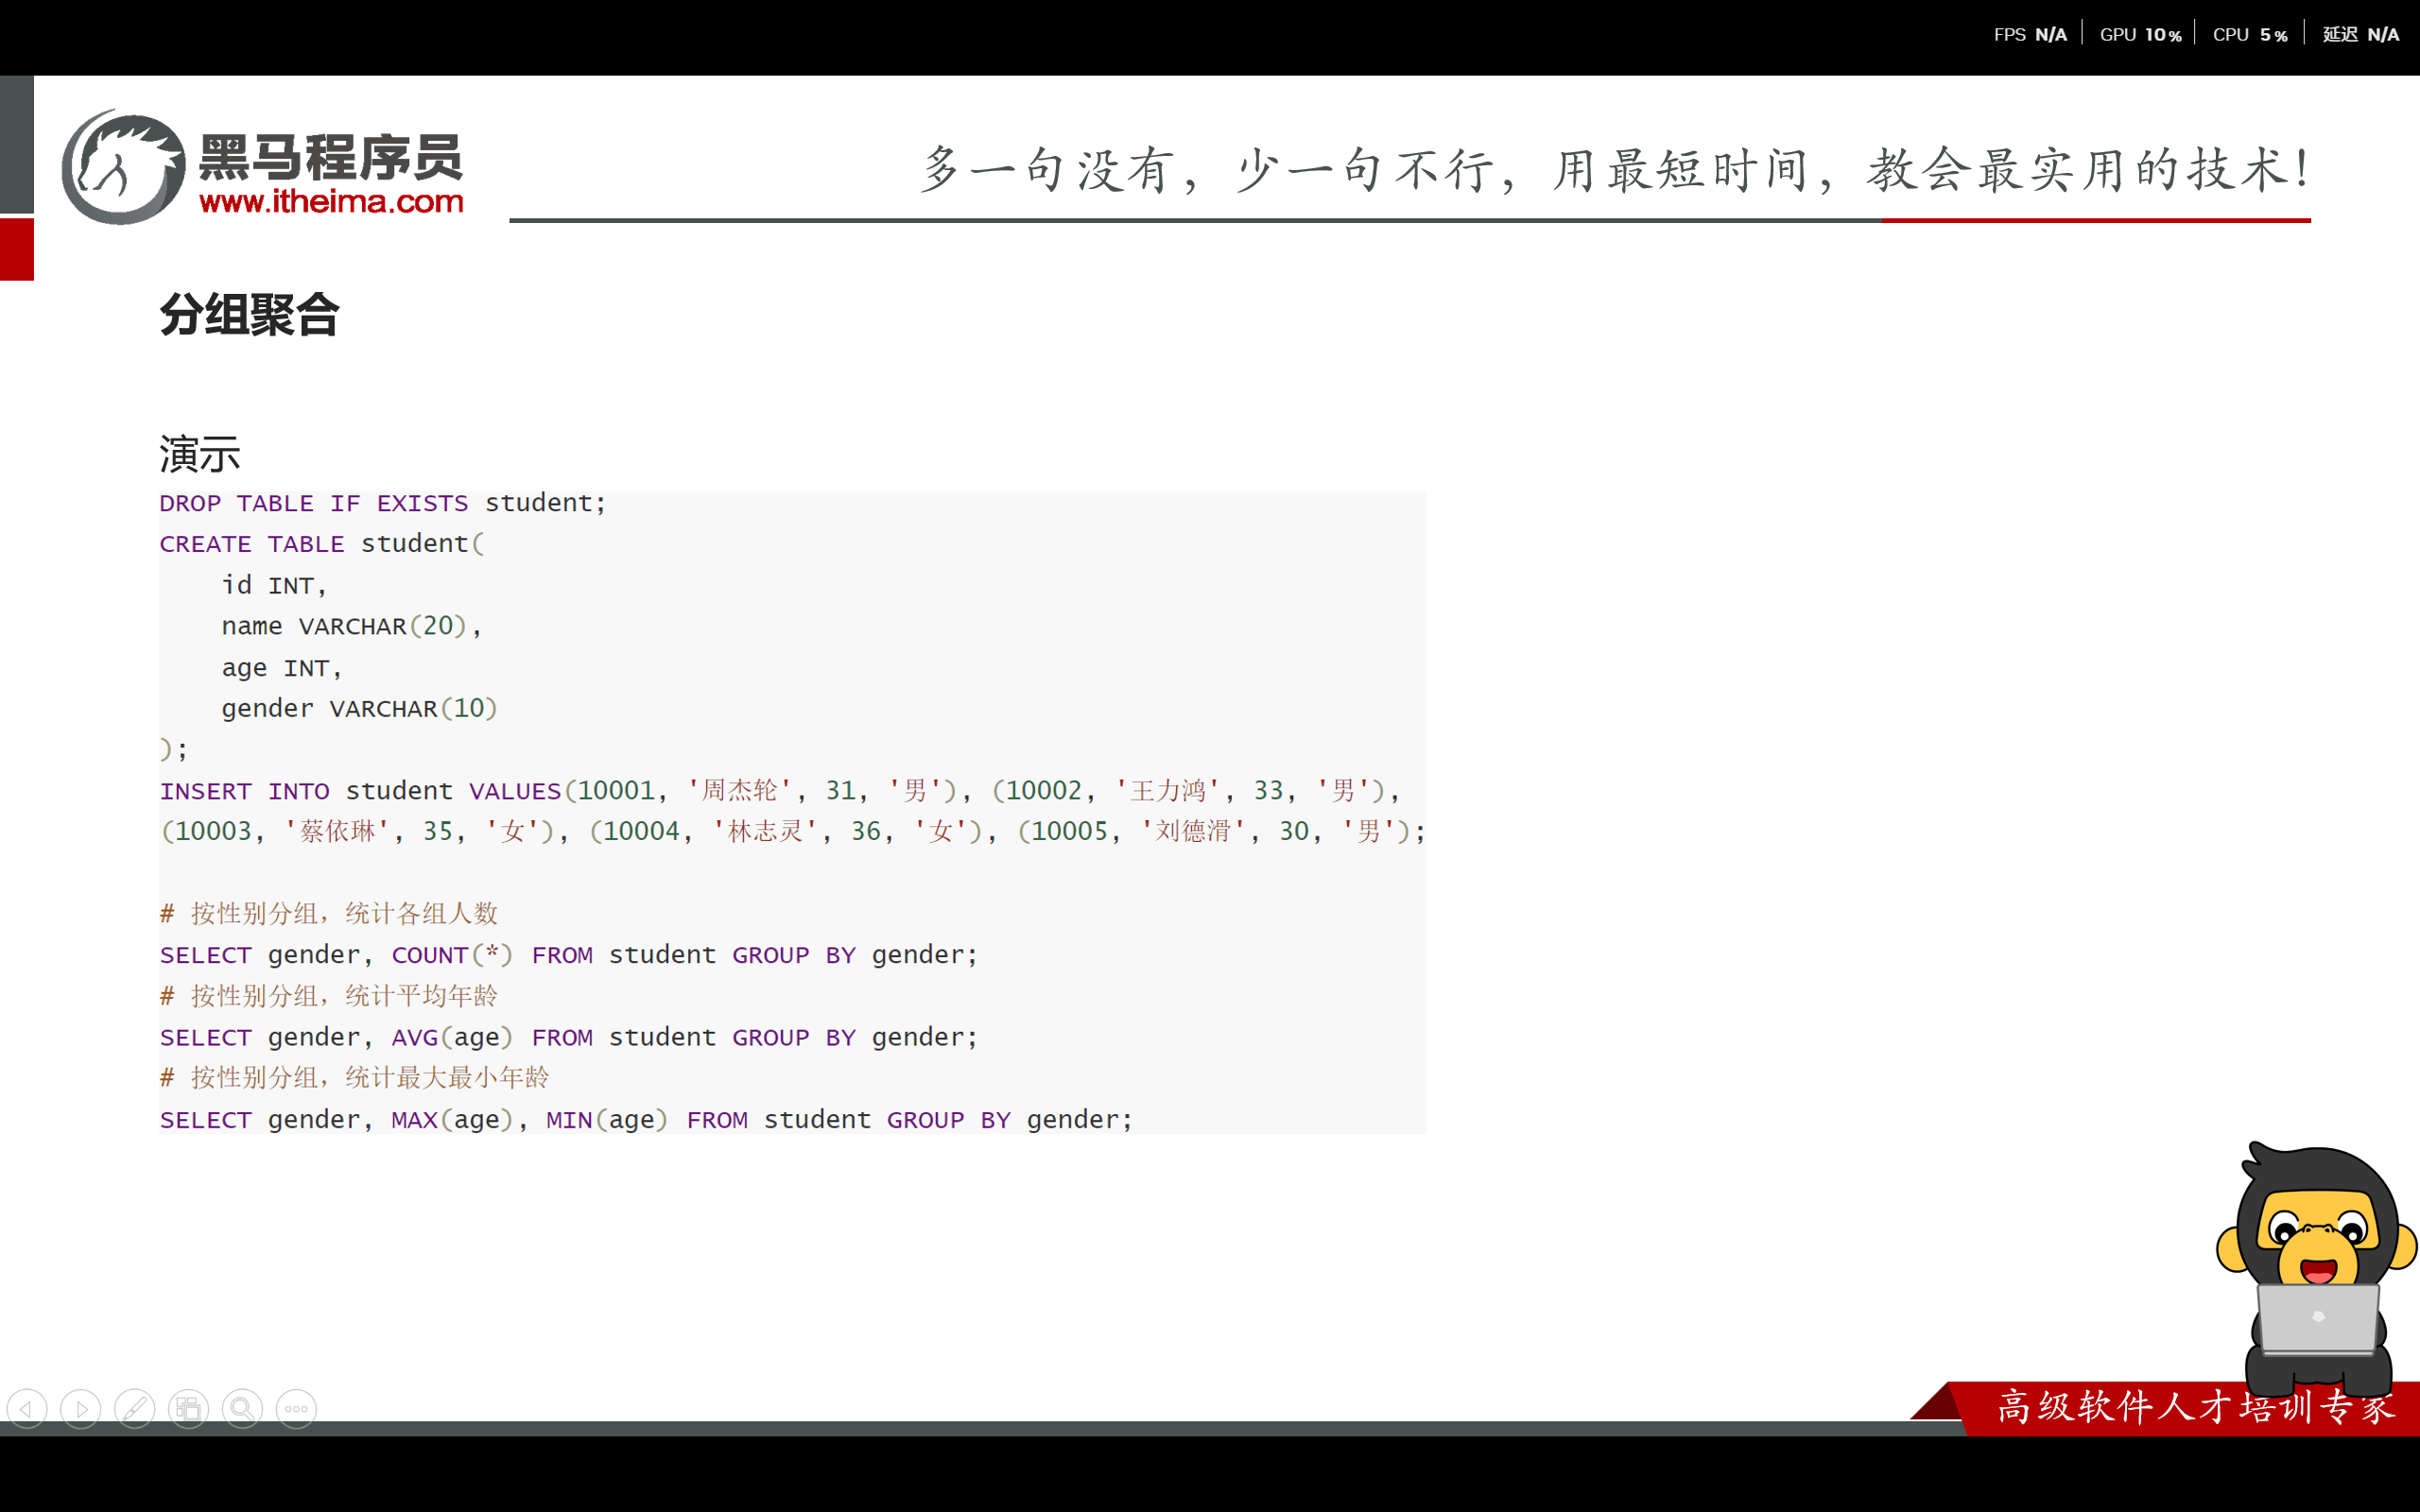 FPS N/A GPU 10% CPU 5% 延迟 N/A
黑马程序员
www.itheima.com
多一句没有，少一句不行，用最短时间，教会最实用的技术！
分组聚合
演示
DROP TABLE IF EXISTS student;
CREATE TABLE student(
    id INT,
    name VARCHAR(20),
    age INT,
    gender VARCHAR(10)
);
INSERT INTO student VALUES(10001, '周杰轮', 31, '男'), (10002, '王力鸿', 33, '男'),
(10003, '蔡依琳', 35, '女'), (10004, '林志灵', 36, '女'), (10005, '刘德滑', 30, '男');
# 按性别分组，统计各组人数
SELECT gender, COUNT(*) FROM student GROUP BY gender;
# 按性别分组，统计平均年龄
SELECT gender, AVG(age) FROM student GROUP BY gender;
# 按性别分组，统计最大最小年龄
SELECT gender, MAX(age), MIN(age) FROM student GROUP BY gender;
高级软件人才培训专家